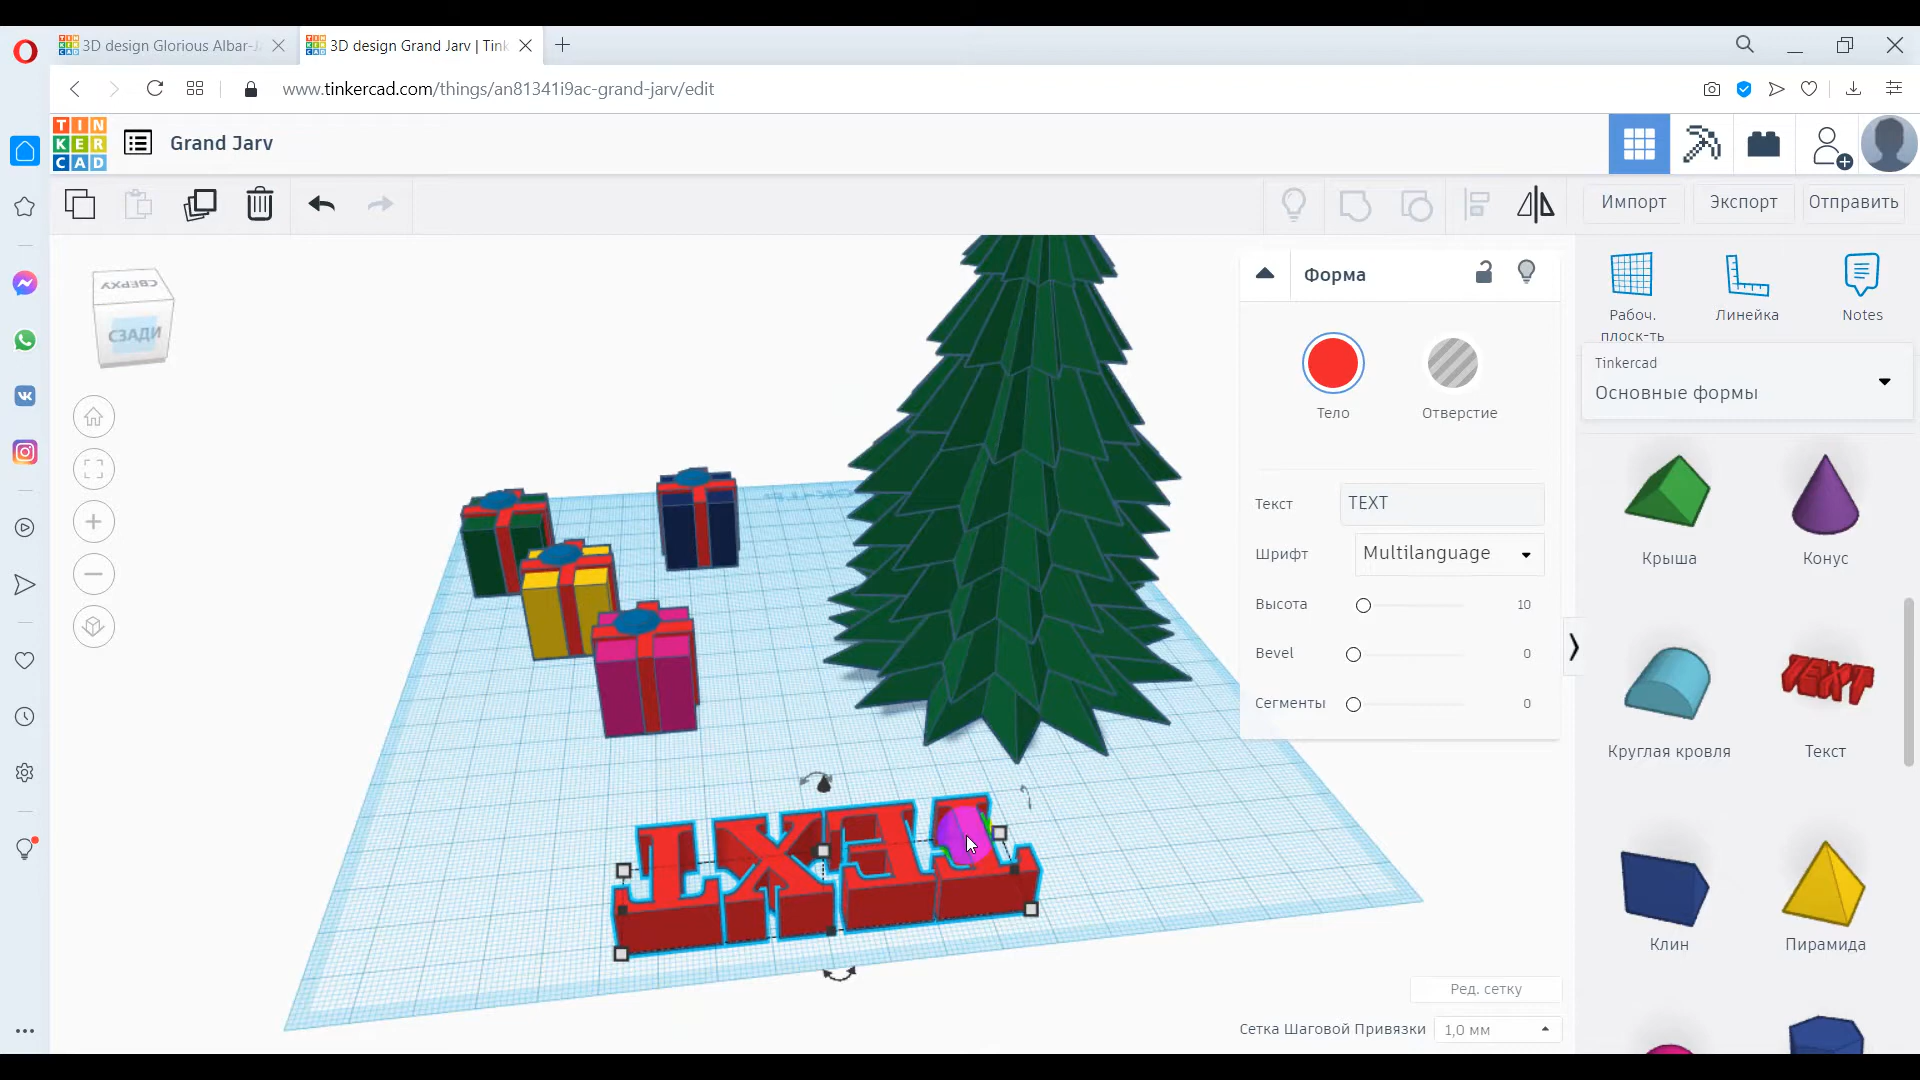 3D design Glorious Albar-J
3D design Grand Jarv | Tink
www.tinkercad.com/things/an81341i9ac-grand-jarv/edit
TIN
KER
CAD
Grand Jarv
Импорт
Экспорт
Отправить
СВЕРХУ
СЗАДИ
Форма
Тело
Отверстие
Текст
TEXT
Шрифт
Multilanguage
Высота
10
Bevel
0
Сегменты
0
Рабоч.
плоск-ть
Линейка
Notes
Tinkercad
Основные формы
Крыша
Конус
Круглая кровля
TEXT
Текст
Клин
Пирамида
TEXT
Ред. сетку
Сетка Шаговой Привязки
1,0 мм